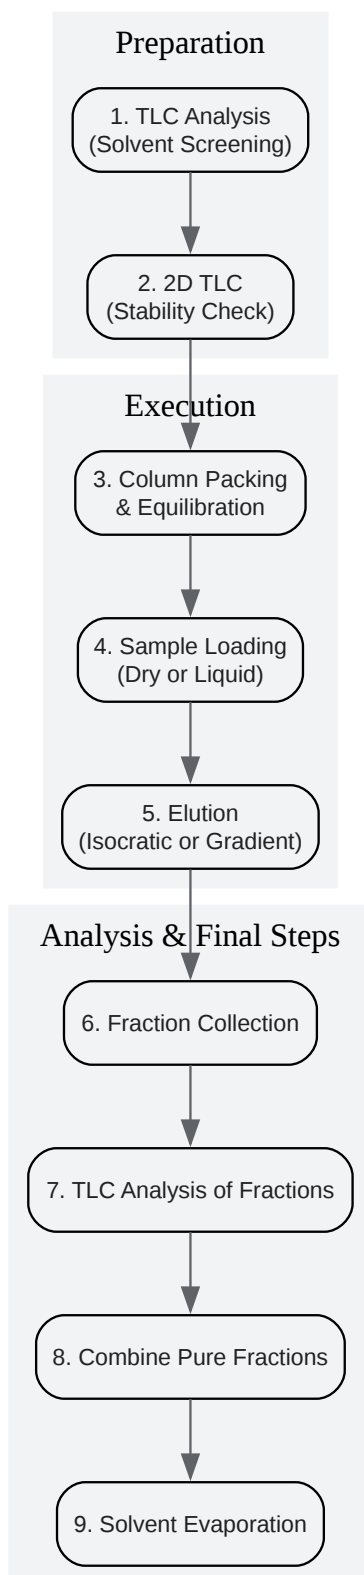 Preparation
1. TLC Analysis
(Solvent Screening)
2. 2D TLC
(Stability Check)
Execution
3. Column Packing
& Equilibration
4. Sample Loading
(Dry or Liquid)
5. Elution
(Isocratic or Gradient)
Analysis & Final Steps
6. Fraction Collection
7. TLC Analysis of Fractions
8. Combine Pure Fractions
9. Solvent Evaporation